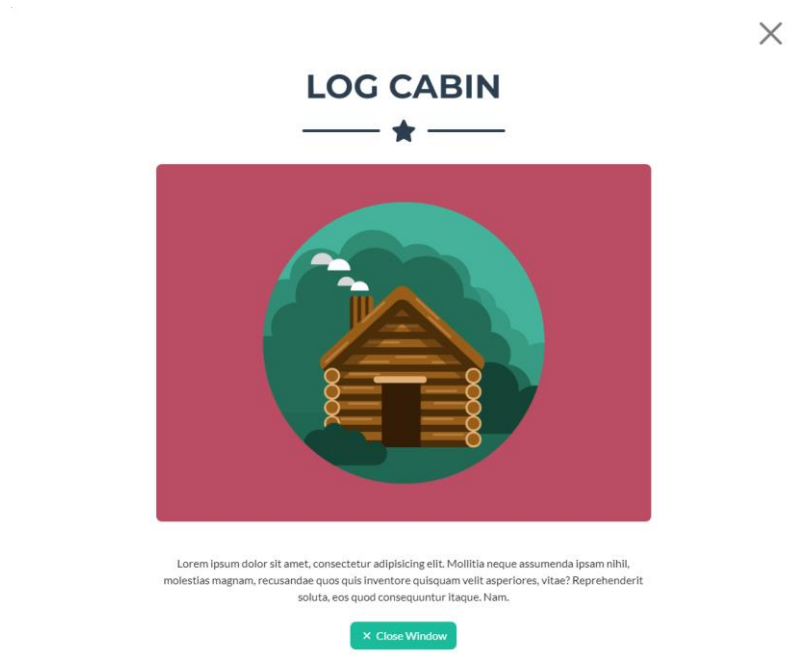 LOG CABIN
Lorem ipsum dolor sit amet, consectetur adipisicing elit. Mollitia neque assumenda ipsam nihil,
molestias magnam, recusandae quos quis inventore quisquam velit asperiores, vitae? Reprehenderit
soluta, eos quod consequuntur itaque. Nam.
Close Window